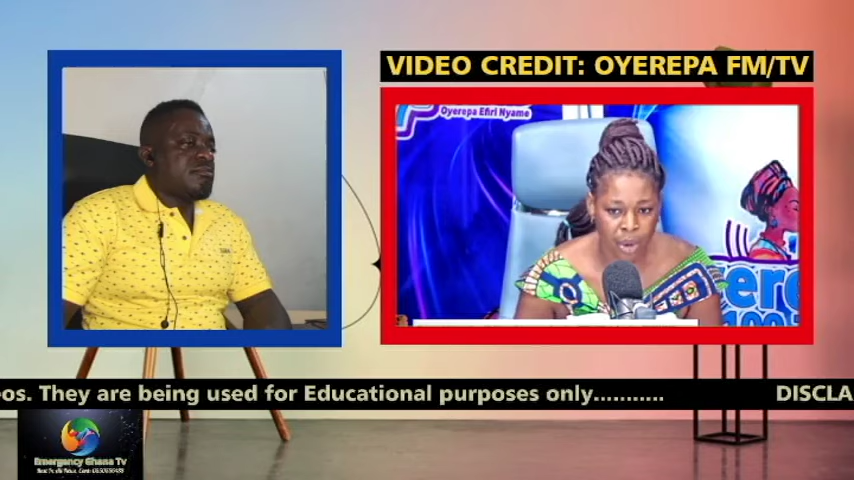 VIDEO CREDIT: OYEREPA FM/TV
Oyerepa Efiri Nyame
os. They are being used for Educational purposes only........... DISCLA
Emergency Ghana Tv